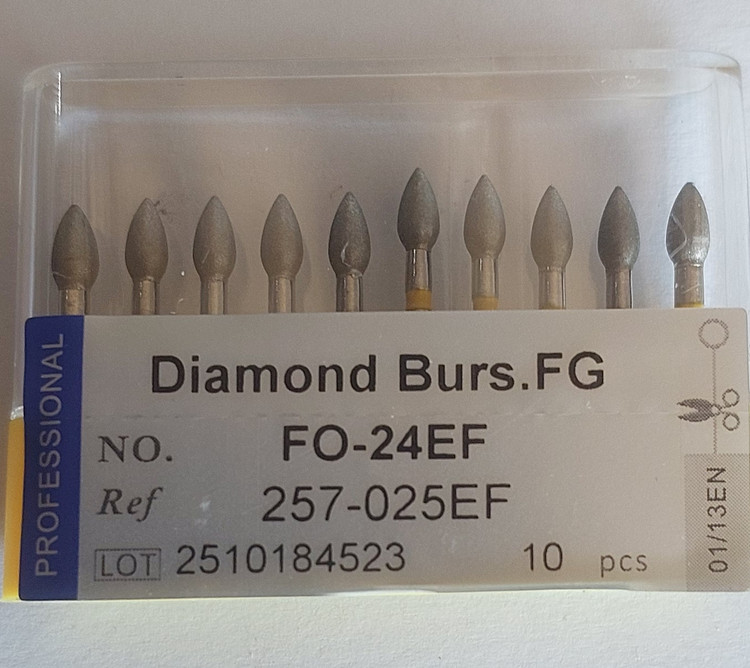 PROFESSIONAL
Diamond Burs.FG
NO. FO-24EF
Ref 257-025EF
LOT 2510184523 10 pcs
01/13EN